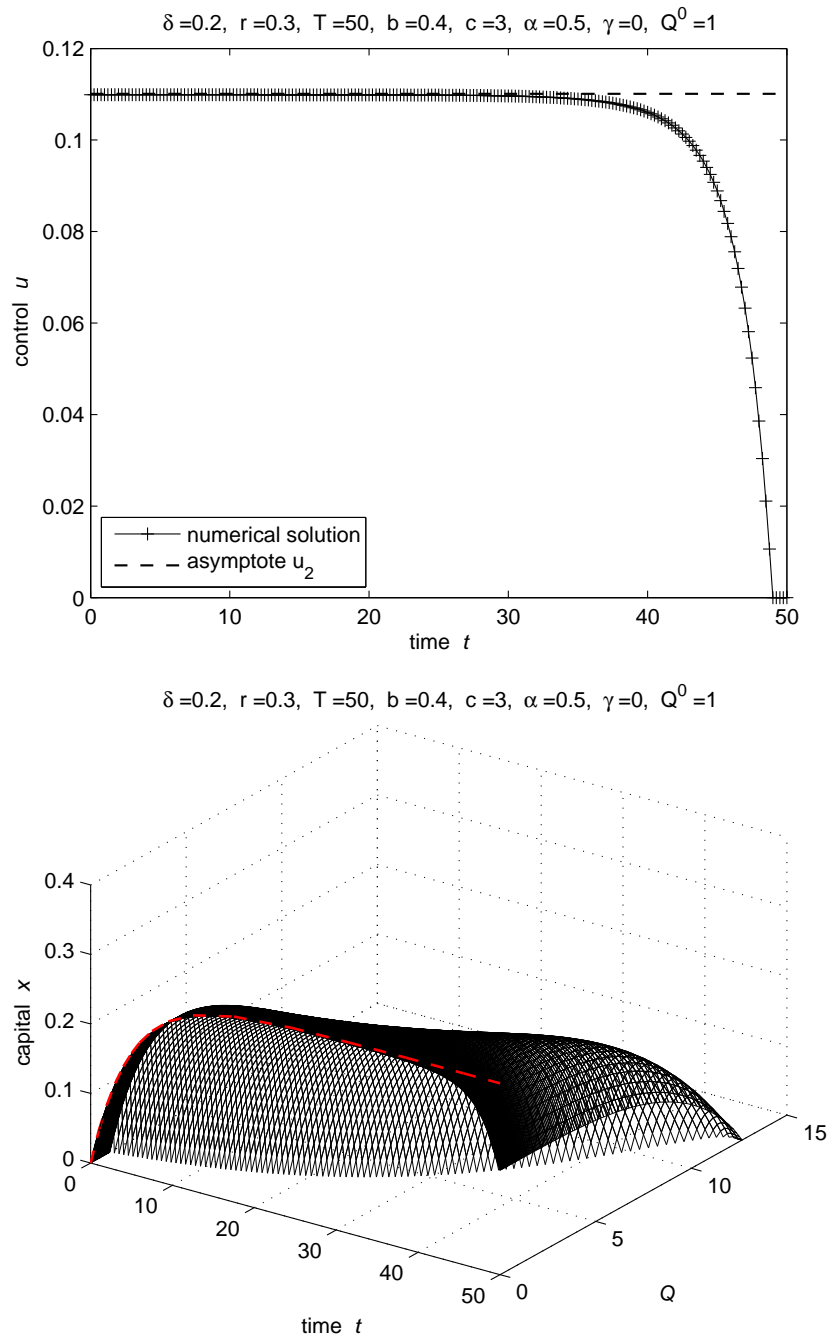 δ =0.2, r =0.3, T=50, b=0.4, c=3, α =0.5, γ =0, Q⁰ =1
0.12
0.1
0.08
0.06
0.04
0.02
0
control u
numerical solution
asymptote u₂
0 10 20 30 40 50
time t
δ =0.2, r =0.3, T=50, b=0.4, c=3, α =0.5, γ =0, Q⁰ =1
0.4
0.3
0.2
0.1
0
capital x
0
10
20
30
40
50
time t
0
5
10
15
Q